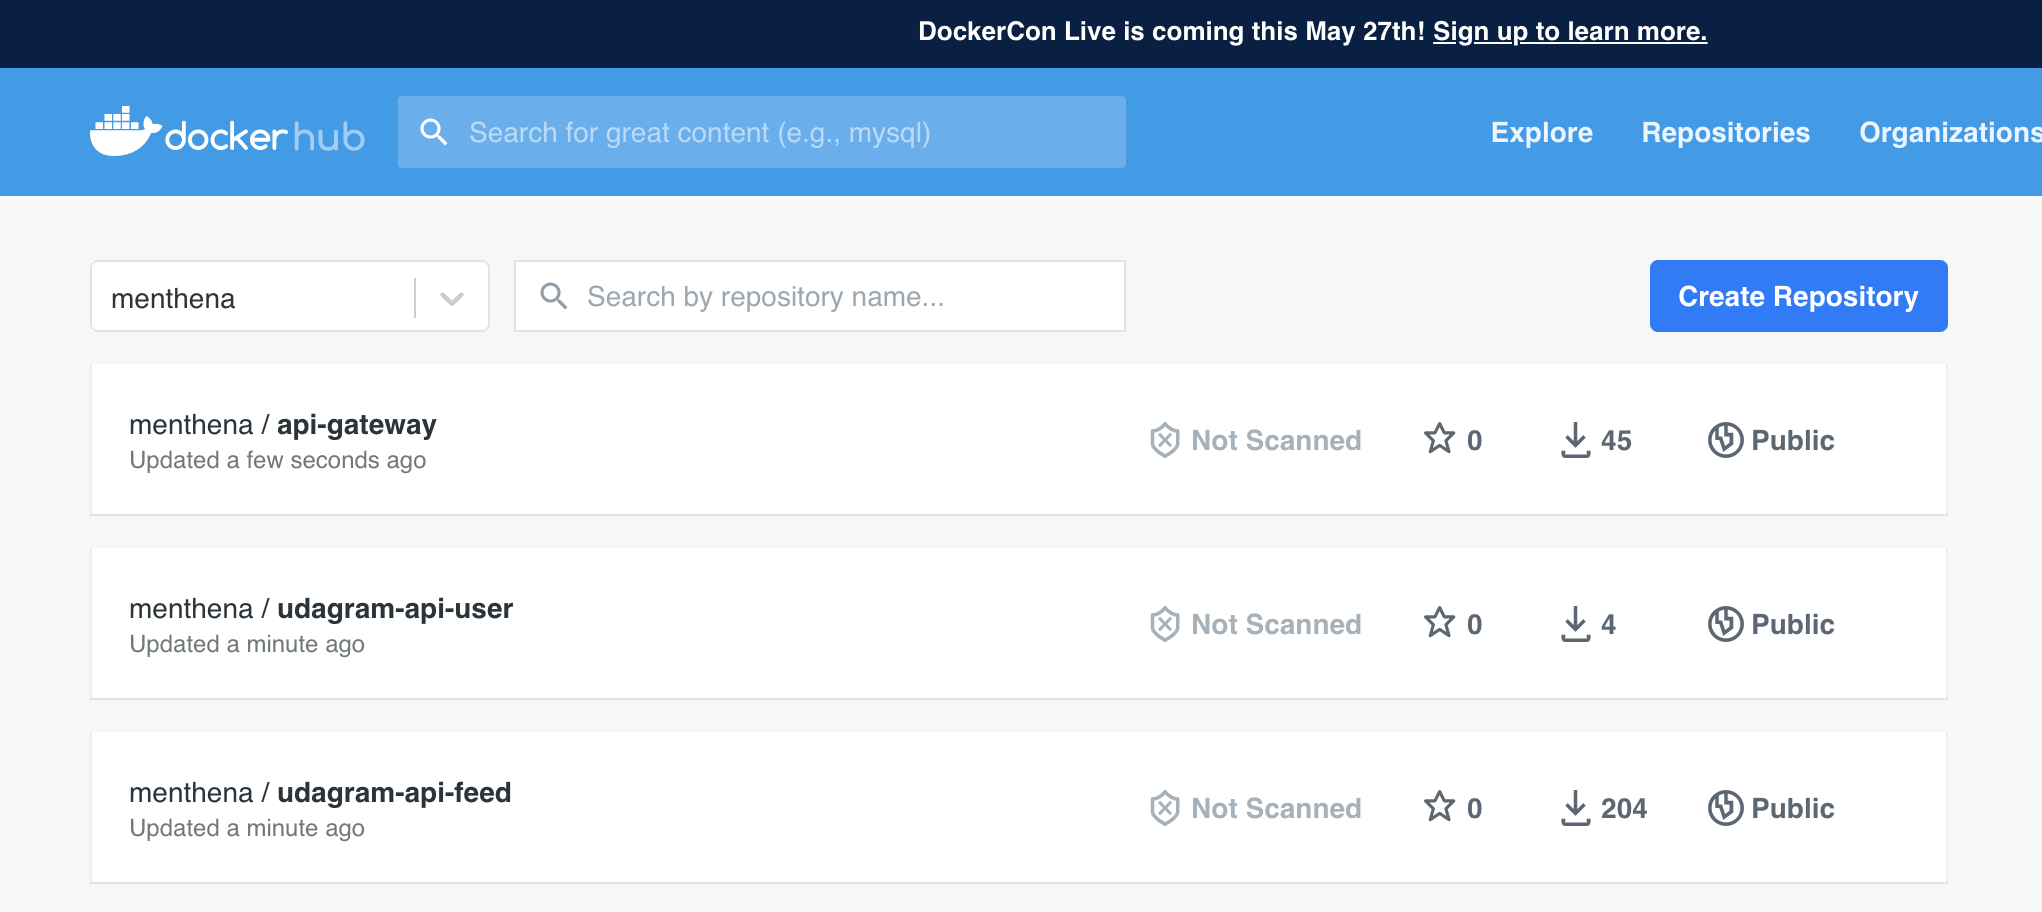 DockerCon Live is coming this May 27th! Sign up to learn more.
docker hub Search for great content (e.g., mysql) Explore Repositories Organizations
menthena Search by repository name... Create Repository
menthena / api-gateway
Updated a few seconds ago
Not Scanned 0 45 Public
menthena / udagram-api-user
Updated a minute ago
Not Scanned 0 4 Public
menthena / udagram-api-feed
Updated a minute ago
Not Scanned 0 204 Public